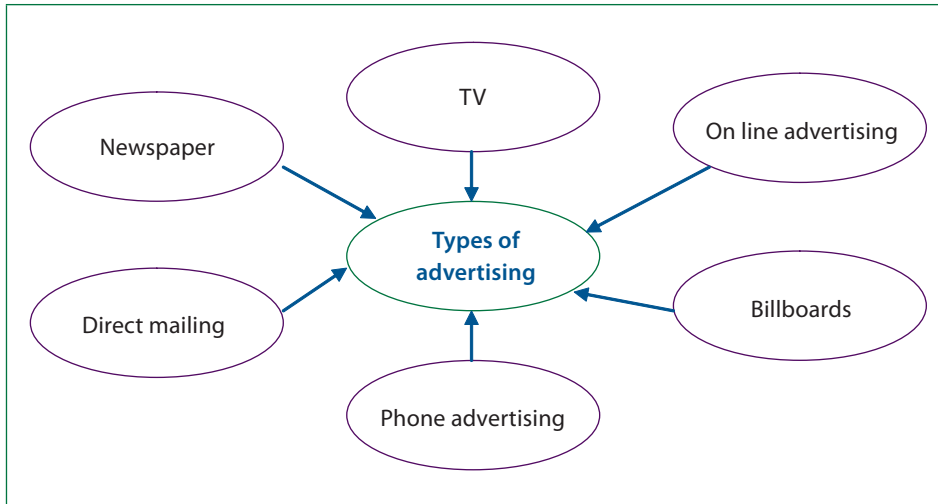 TV
Newspaper
On line advertising
Types of
advertising
Direct mailing
Billboards
Phone advertising